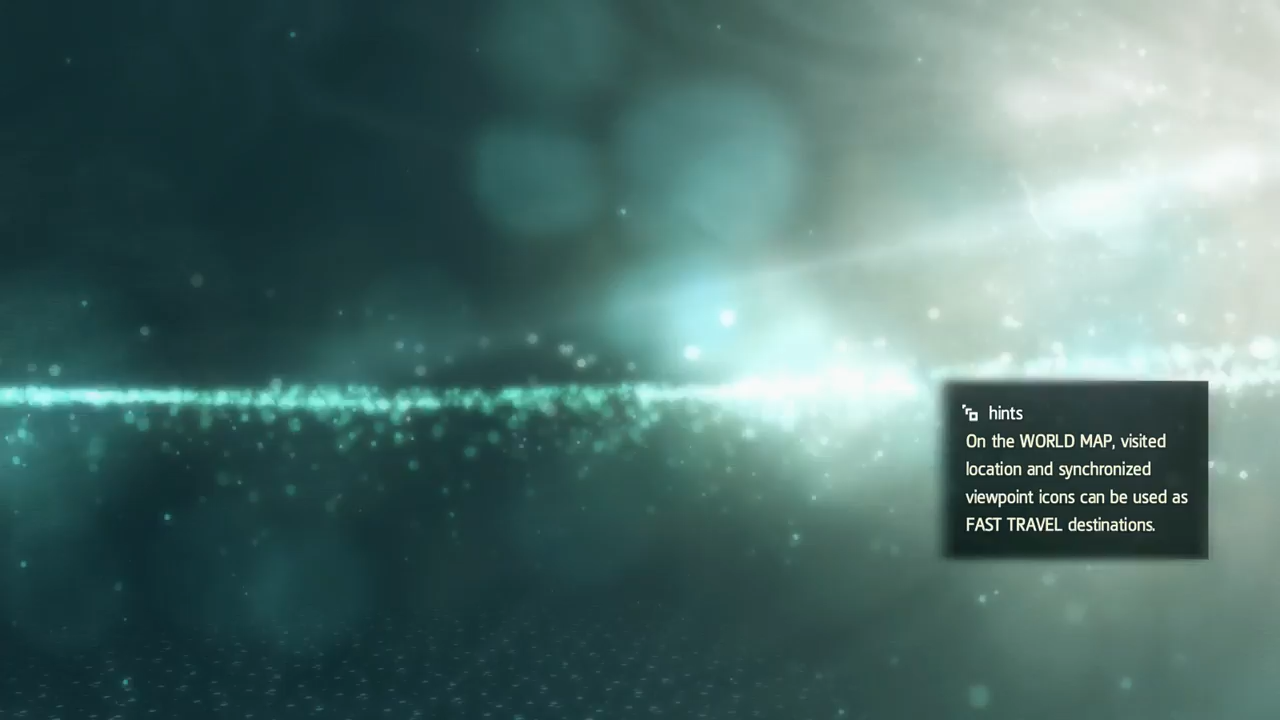 hints
On the WORLD MAP, visited
location and synchronized
viewpoint icons can be used as
FAST TRAVEL destinations.